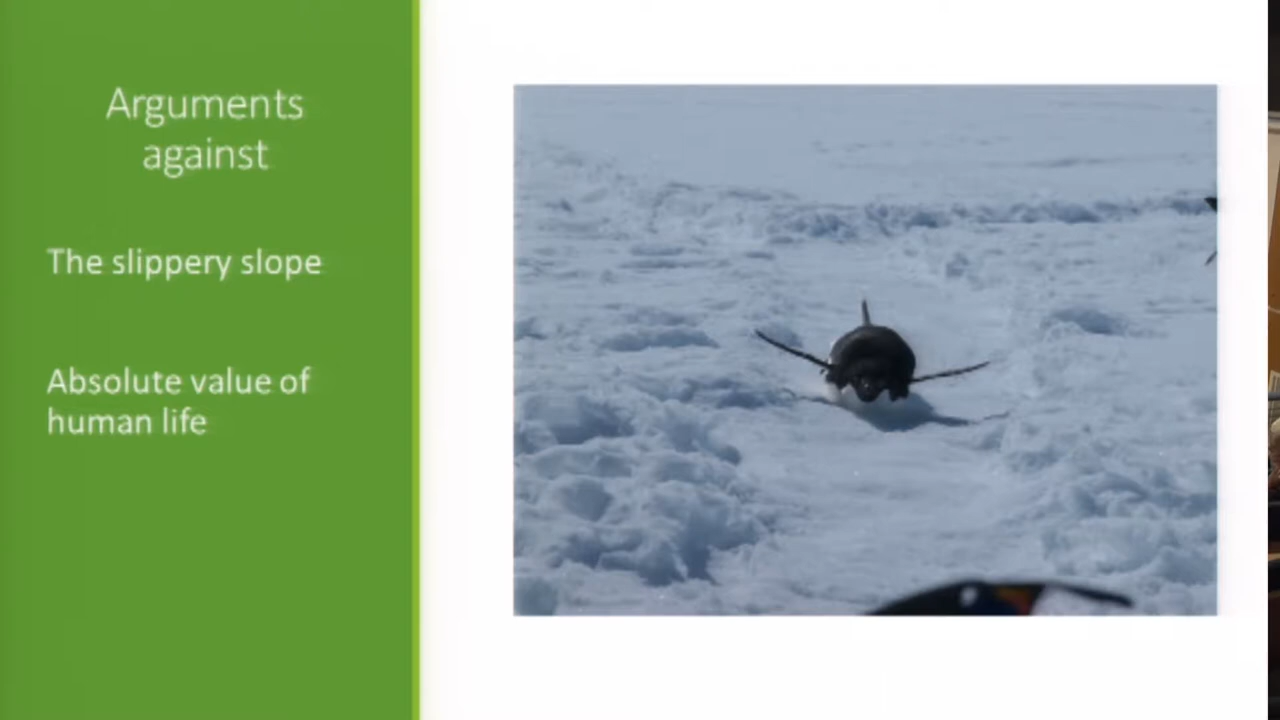 Arguments
against
The slippery slope
Absolute value of
human life